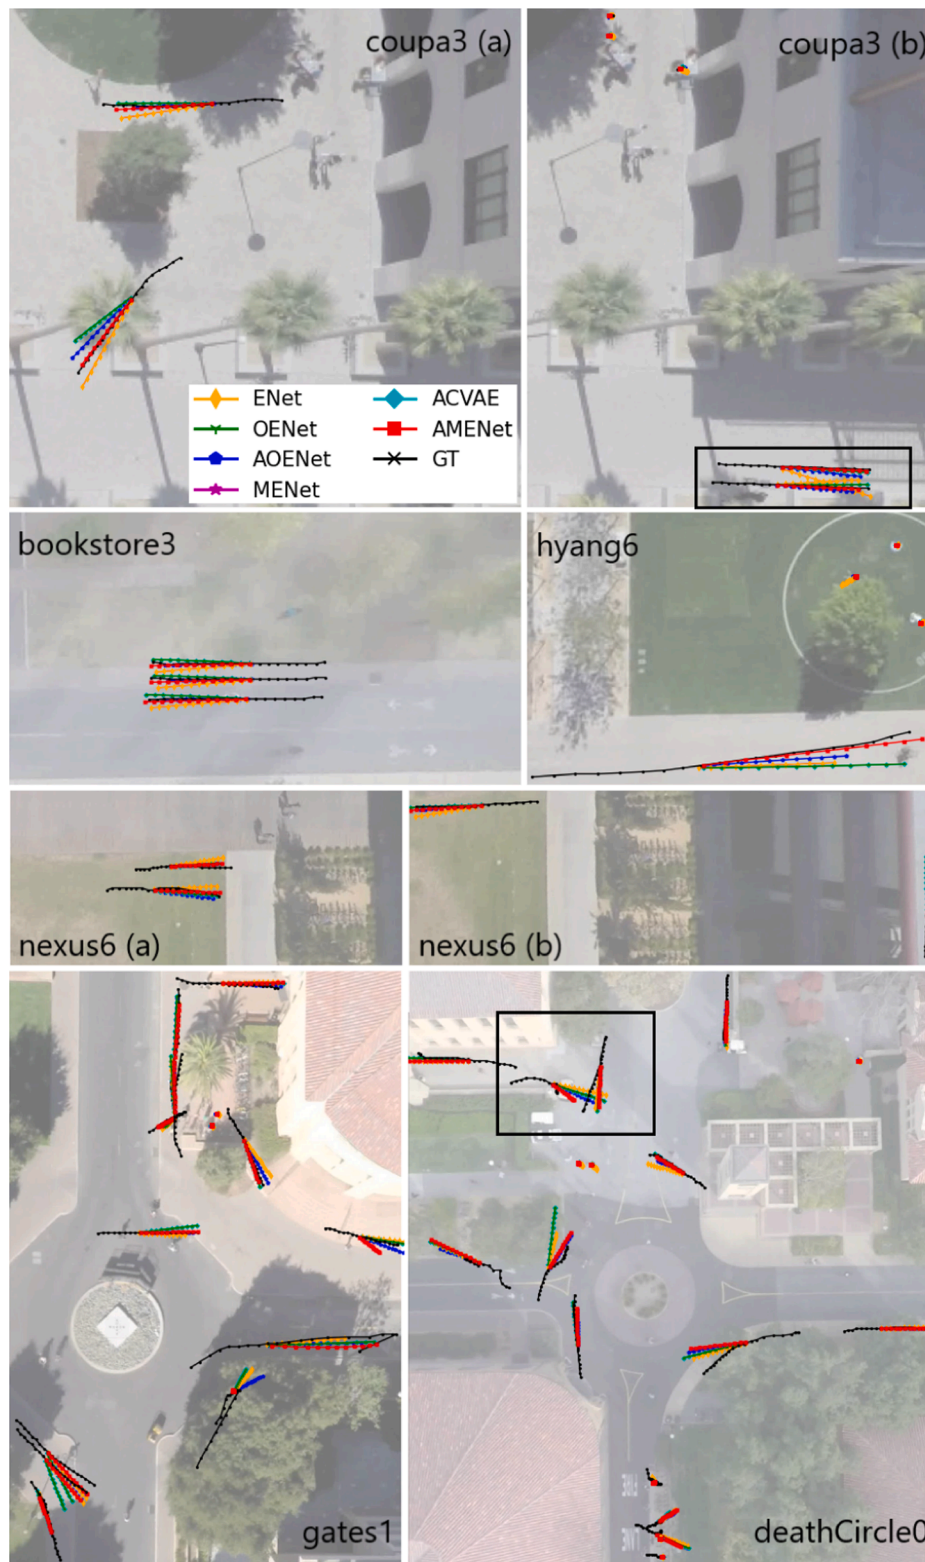 coupa3 (a)
coupa3 (b)
ENet
OENet
AOENet
MENet
ACVAE
AMENet
GT
bookstore3
hyang6
nexus6 (a)
nexus6 (b)
gates1
deathCircle0